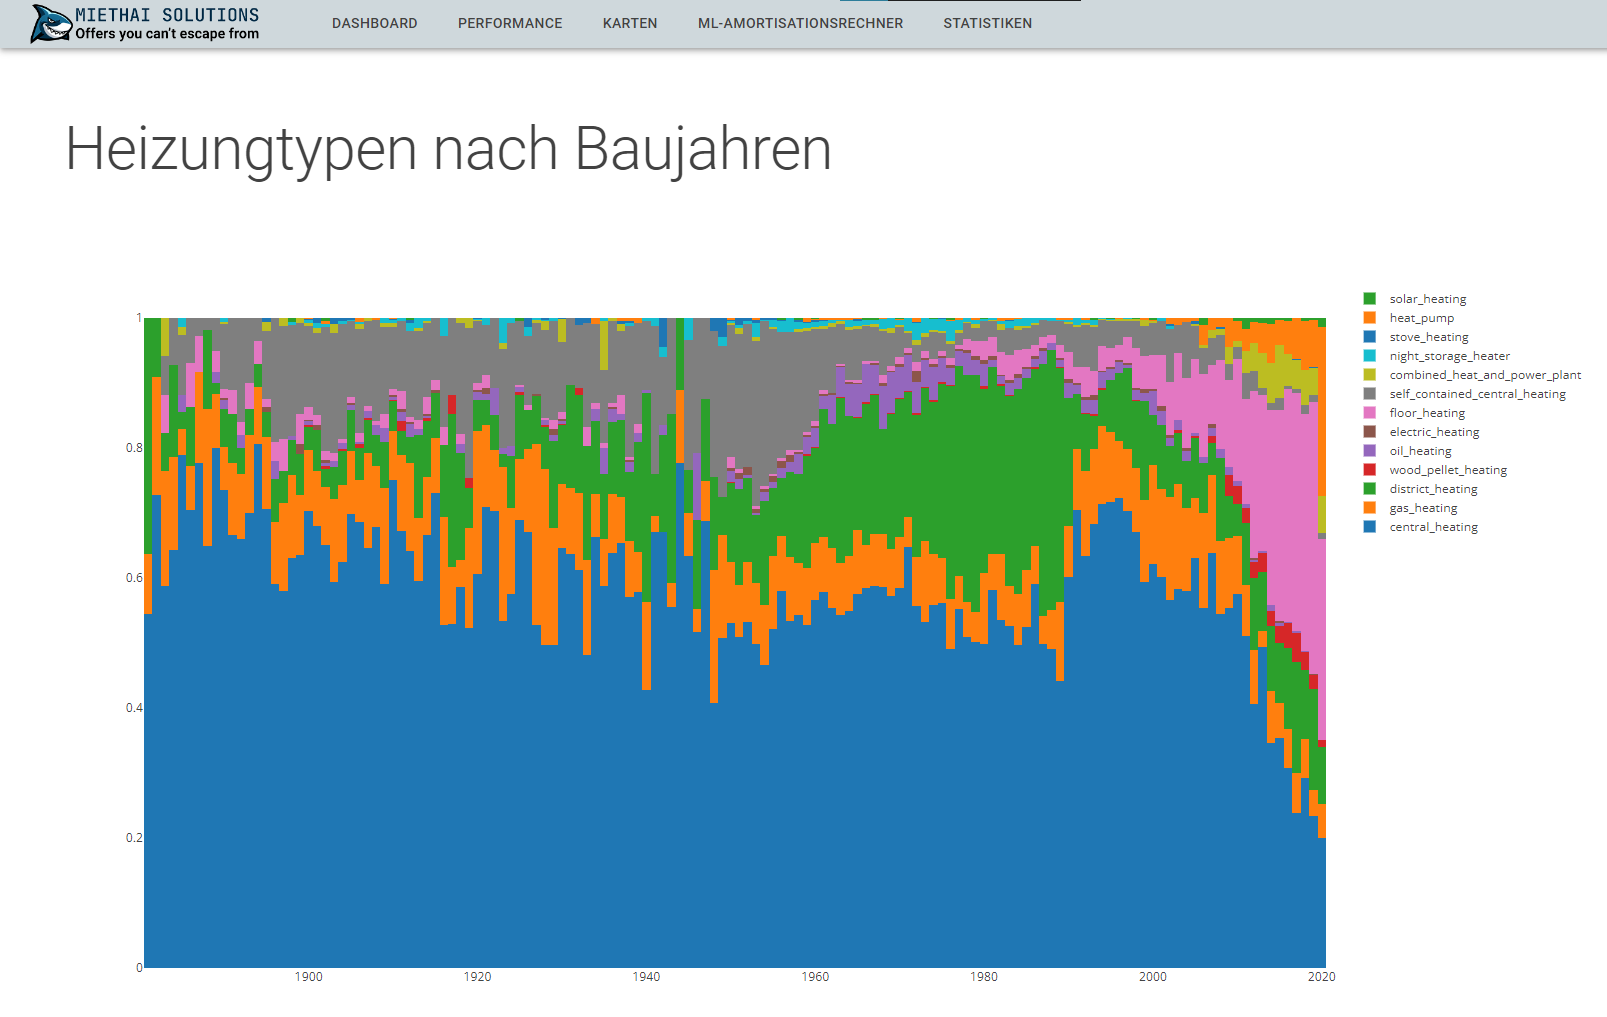 MIETHAI SOLUTIONS
Offers you can't escape from
DASHBOARD PERFORMANCE KARTEN ML-AMORTISATIONSRECHNER STATISTIKEN
Heizungtypen nach Baujahren
solar_heating
heat_pump
stove_heating
night_storage_heater
combined_heat_and_power_plant
self_contained_central_heating
floor_heating
electric_heating
oil_heating
wood_pellet_heating
district_heating
gas_heating
central_heating
1
0.8
0.6
0.4
0.2
0
1900 1920 1940 1960 1980 2000 2020